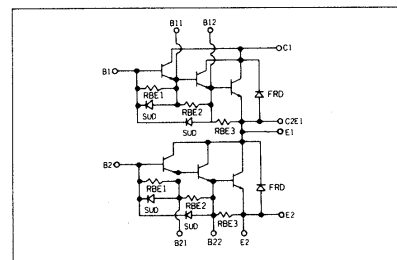 B11 B12
C1
B1
RBE1
FRD
RBE2
SUD
SUD RBE3 C2E1
E1
B2
RBE1
FRD
RBE2
SUD
SUD RBE3 E2
B21 B22 E2